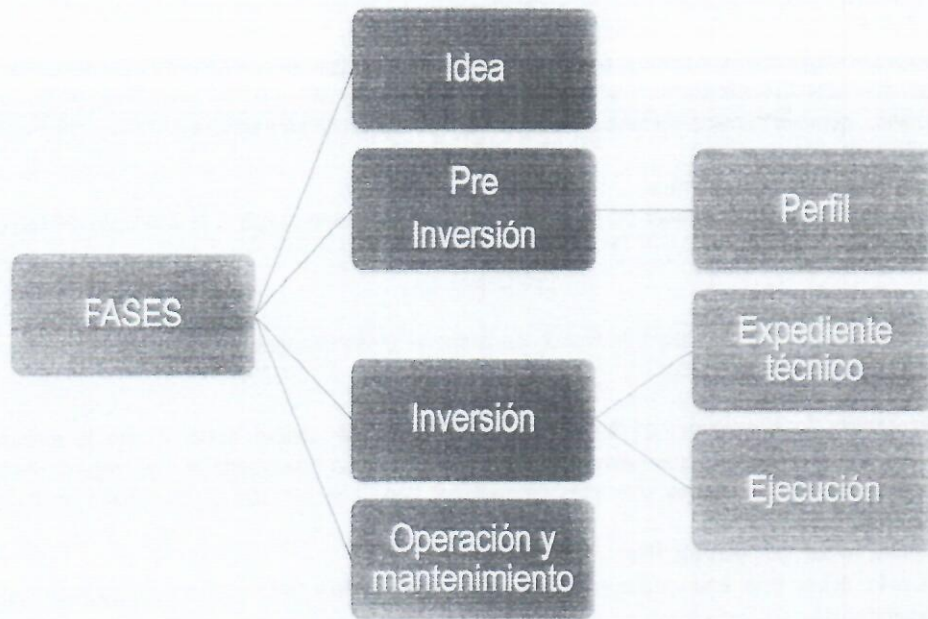 Idea
Pre
Inversión
Perfil
FASES
Expediente
técnico
Inversión
Ejecución
Operación y
mantenimiento